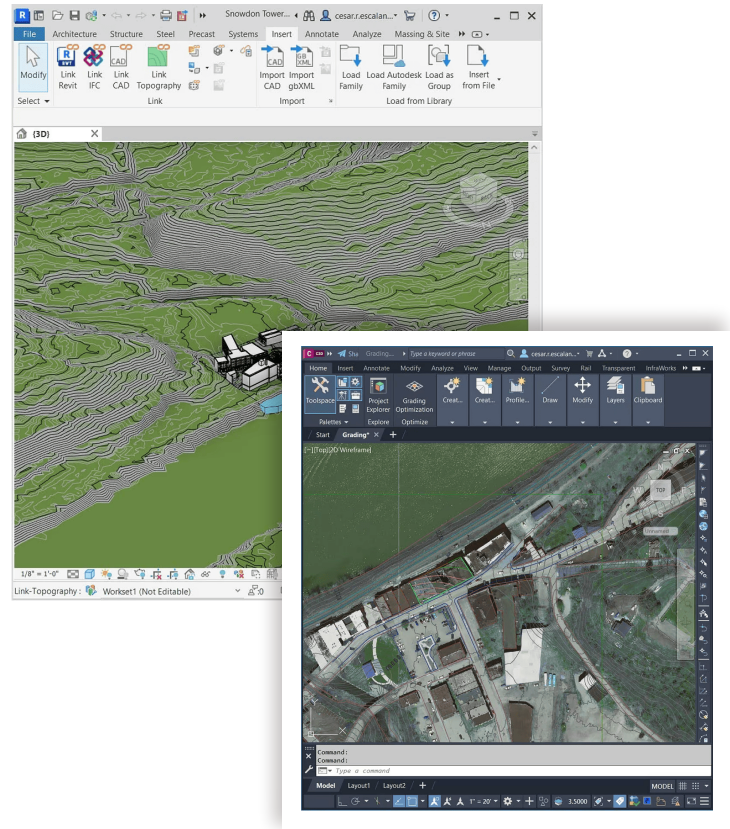 R Snowdon Tower... cesar.r.escalan... ?
File Architecture Structure Steel Precast Systems Insert Annotate Analyze Massing & Site
Modify
Link Revit
Link IFC
Link CAD
Link Topography
Import CAD
Import gbXML
Load Family
Load Autodesk Family
Load as Group
Insert from File
Select Link Import Load from Library
{3D}
1/8" = 1'-0"
Link-Topography : Workset1 (Not Editable) :0
C C3D Sha Grading... Type a keyword or phrase cesar.r.escalan... ?
Home Insert Annotate Modify Analyze View Manage Output Survey Rail Transparent InfraWorks
Toolspace
Project Explorer
Grading Optimization
Creat...
Creat...
Profile...
Draw
Modify
Layers
Clipboard
Palettes Explore Optimize
Start Grading* +
[−][Top][2D Wireframe]
TOP
Unnamed
Y
X
Command:
Command:
Type a command
Model Layout1 Layout2 + MODEL
1" = 20' 3.5000